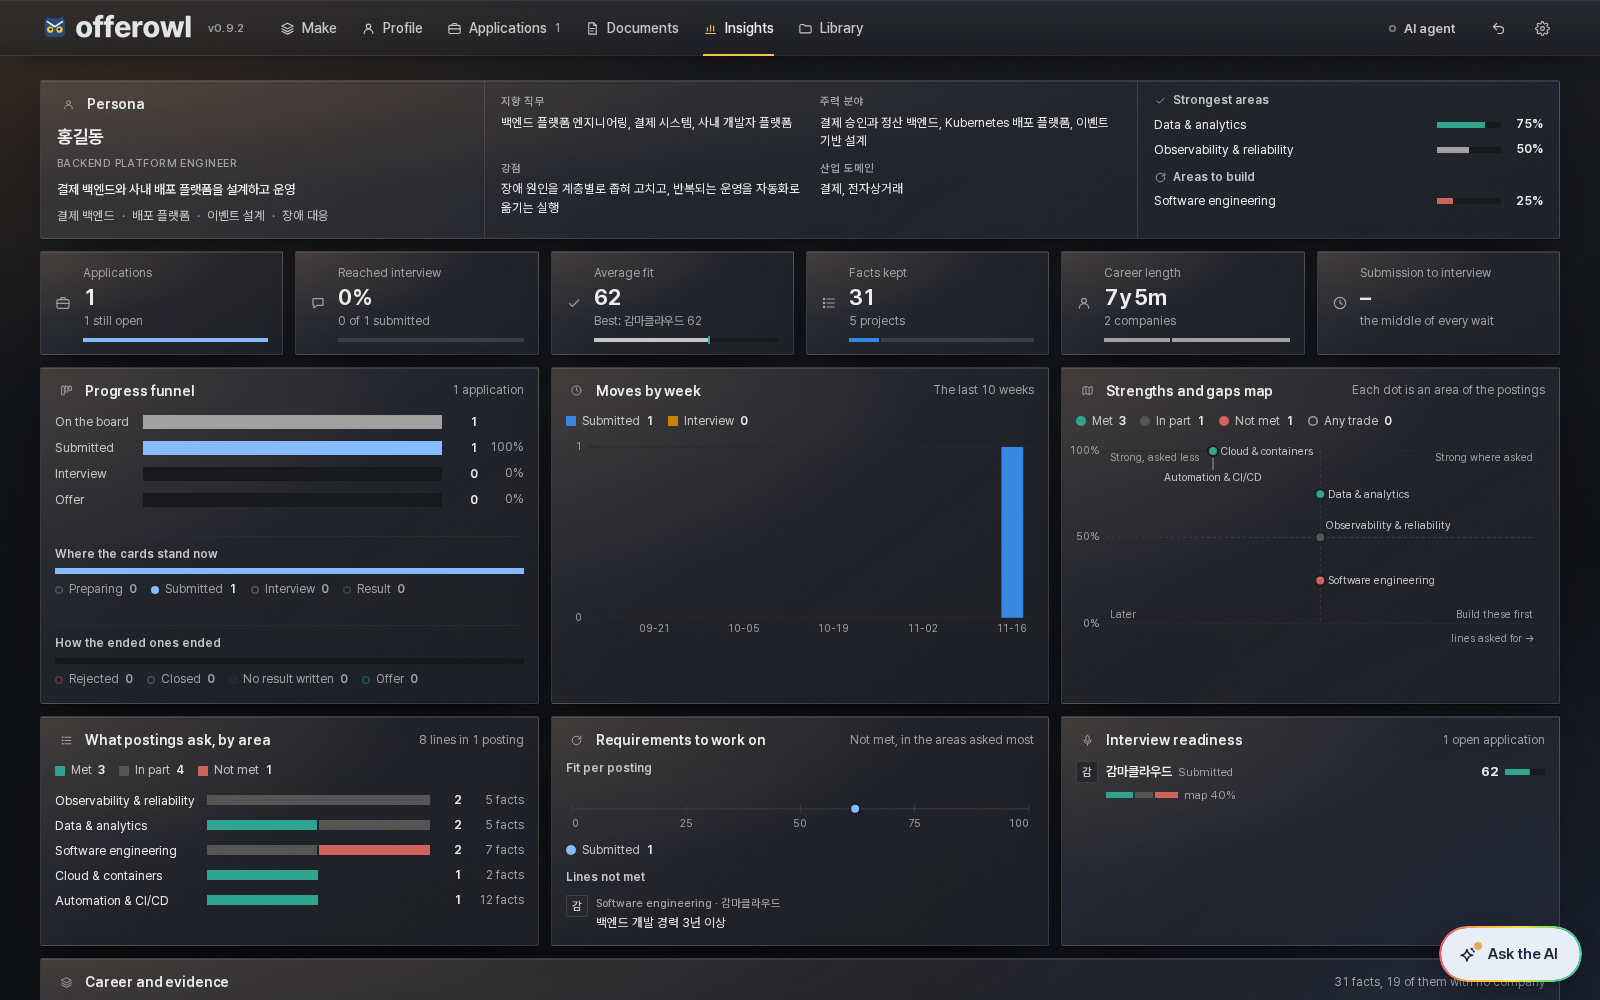 offerowl v0.9.2 Make Profile Applications 1 Documents Insights Library AI agent
Persona
홍길동
BACKEND PLATFORM ENGINEER
결제 백엔드와 사내 배포 플랫폼을 설계하고 운영
결제 백엔드 · 배포 플랫폼 · 이벤트 설계 · 장애 대응
지향 직무
백엔드 플랫폼 엔지니어링, 결제 시스템, 사내 개발자 플랫폼
주력 분야
결제 승인과 정산 백엔드, Kubernetes 배포 플랫폼, 이벤트
기반 설계
강점
장애 원인을 계층별로 좁혀 고치고, 반복되는 운영을 자동화로
옮기는 실행
산업 도메인
결제, 전자상거래
Strongest areas
Data & analytics 75%
Observability & reliability 50%
Areas to build
Software engineering 25%
Applications
1
1 still open
Reached interview
0%
0 of 1 submitted
Average fit
62
Best: 감마클라우드 62
Facts kept
31
5 projects
Career length
7y 5m
2 companies
Submission to interview
–
the middle of every wait
Progress funnel 1 application
On the board 1
Submitted 1 100%
Interview 0 0%
Offer 0 0%
Where the cards stand now
Preparing 0 Submitted 1 Interview 0 Result 0
How the ended ones ended
Rejected 0 Closed 0 No result written 0 Offer 0
Moves by week The last 10 weeks
Submitted 1 Interview 0
1
0
09-21 10-05 10-19 11-02 11-16
Strengths and gaps map Each dot is an area of the postings
Met 3 In part 1 Not met 1 Any trade 0
100% Strong, asked less Cloud & containers Strong where asked
Automation & CI/CD
Data & analytics
Observability & reliability
50%
Software engineering
Later Build these first
0%
lines asked for →
What postings ask, by area 8 lines in 1 posting
Met 3 In part 4 Not met 1
Observability & reliability 2 5 facts
Data & analytics 2 5 facts
Software engineering 2 7 facts
Cloud & containers 1 2 facts
Automation & CI/CD 1 12 facts
Requirements to work on Not met, in the areas asked most
Fit per posting
0 25 50 75 100
Submitted 1
Lines not met
감 Software engineering · 감마클라우드
백엔드 개발 경력 3년 이상
Interview readiness 1 open application
감 감마클라우드 Submitted 62
map 40%
Ask the AI
Career and evidence 31 facts, 19 of them with no company